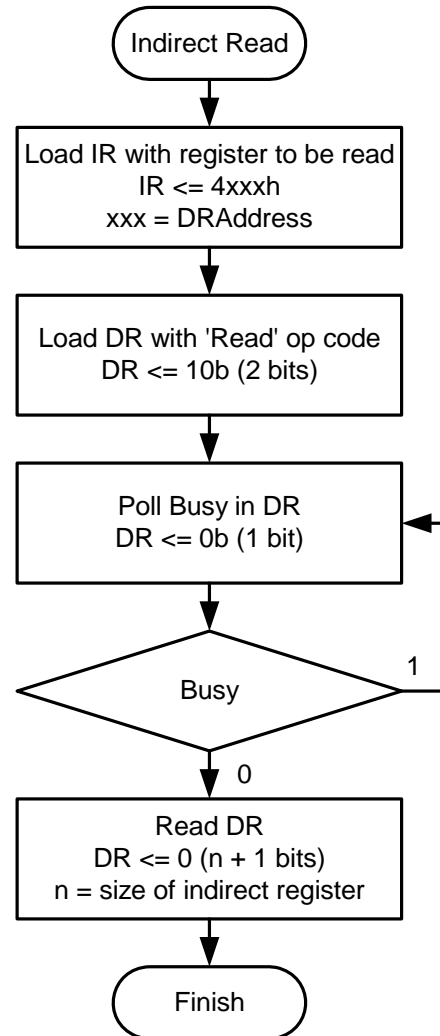 Indirect Read
Load IR with register to be read
IR <= 4xxxh
xxx = DRAddress
Load DR with 'Read' op code
DR <= 10b (2 bits)
Poll Busy in DR
DR <= 0b (1 bit)
1
Busy
0
Read DR
DR <= 0 (n + 1 bits)
n = size of indirect register
Finish